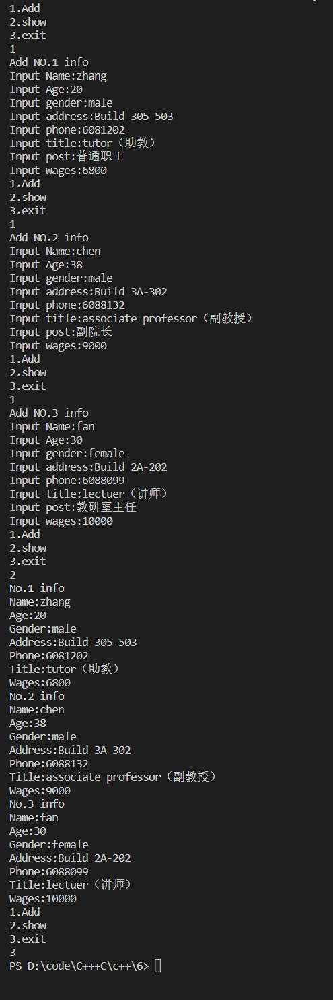 1.Add
2.show
3.exit
1
Add NO.1 info
Input Name:zhang
Input Age:20
Input gender:male
Input address:Build 305-503
Input phone:6081202
Input title:tutor（助教）
Input post:普通职工
Input wages:6800
1.Add
2.show
3.exit
1
Add NO.2 info
Input Name:chen
Input Age:38
Input gender:male
Input address:Build 3A-302
Input phone:6088132
Input title:associate professor（副教授）
Input post:副院长
Input wages:9000
1.Add
2.show
3.exit
1
Add NO.3 info
Input Name:fan
Input Age:30
Input gender:female
Input address:Build 2A-202
Input phone:6088099
Input title:lectuer（讲师）
Input post:教研室主任
Input wages:10000
1.Add
2.show
3.exit
2
No.1 info
Name:zhang
Age:20
Gender:male
Address:Build 305-503
Phone:6081202
Title:tutor（助教）
Wages:6800
No.2 info
Name:chen
Age:38
Gender:male
Address:Build 3A-302
Phone:6088132
Title:associate professor（副教授）
Wages:9000
No.3 info
Name:fan
Age:30
Gender:female
Address:Build 2A-202
Phone:6088099
Title:lectuer（讲师）
Wages:10000
1.Add
2.show
3.exit
3
PS D:\code\C+++C\c++\6>